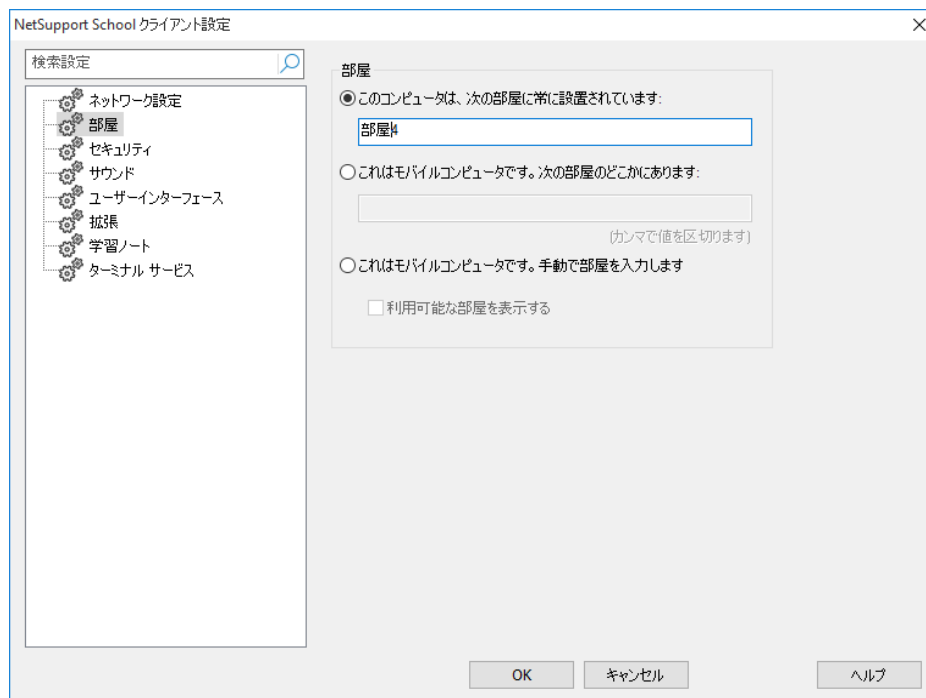 NetSupport School クライアント設定
検索設定
ネットワーク設定
部屋
セキュリティ
サウンド
ユーザーインターフェース
拡張
学習ノート
ターミナル サービス
部屋
このコンピュータは、次の部屋に常に設置されています:
部屋4
これはモバイルコンピュータです。次の部屋のどこかにあります:
(カンマで値を区切ります)
これはモバイルコンピュータです。手動で部屋を入力します
利用可能な部屋を表示する
OK
キャンセル
ヘルプ